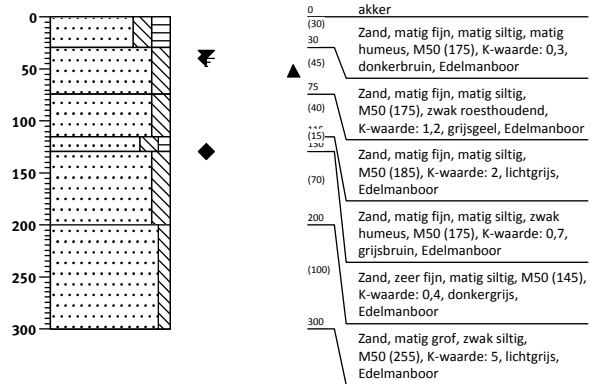 0
50
100
150
200
250
300
0
(30)
30
(45)
75
(40)
115
(15)
130
(70)
200
(100)
300
akker
Zand, matig fijn, matig siltig, matig
humeus, M50 (175), K-waarde: 0,3,
donkerbruin, Edelmanboor
Zand, matig fijn, matig siltig,
M50 (175), zwak roesthoudend,
K-waarde: 1,2, grijsgeel, Edelmanboor
Zand, matig fijn, matig siltig,
M50 (185), K-waarde: 2, lichtgrijs,
Edelmanboor
Zand, matig fijn, matig siltig, zwak
humeus, M50 (175), K-waarde: 0,7,
grijsbruin, Edelmanboor
Zand, zeer fijn, matig siltig, M50 (145),
K-waarde: 0,4, donkergrijs,
Edelmanboor
Zand, matig grof, zwak siltig,
M50 (255), K-waarde: 5, lichtgrijs,
Edelmanboor